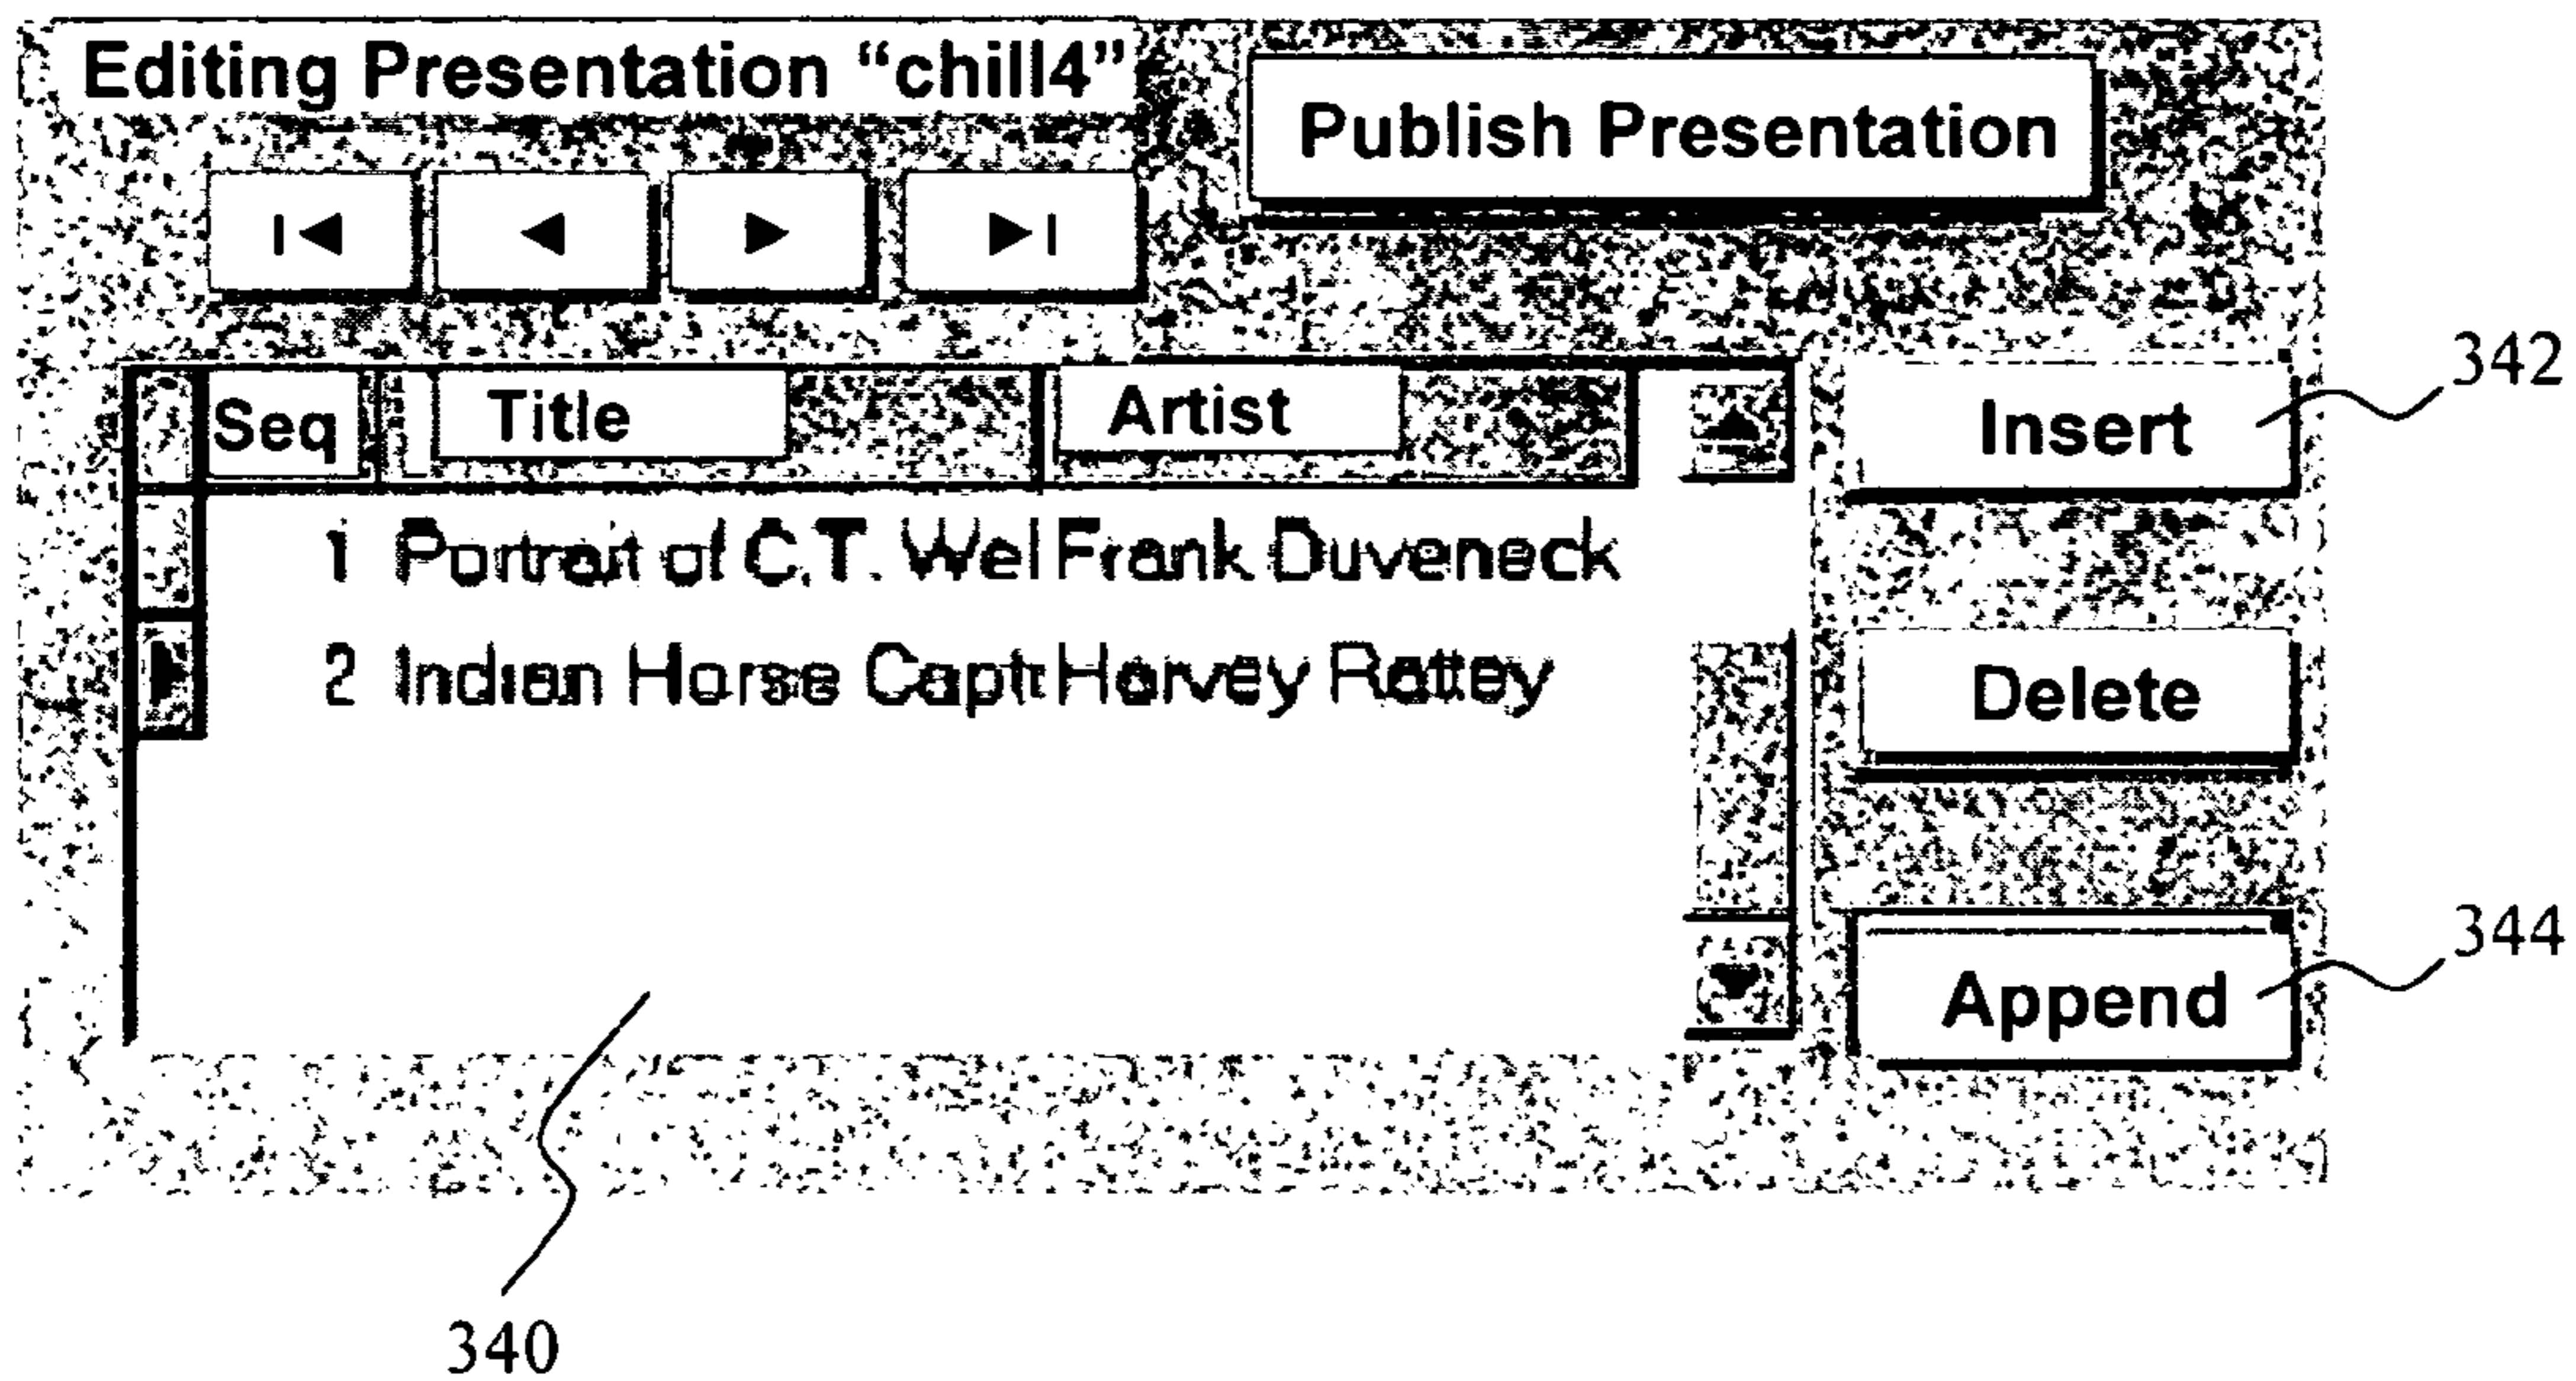 Editing Presentation “chill4”
Publish Presentation
Seq Title Artist
Insert
342
1 Portrait of C.T. Wel Frank Duveneck
2 Indian Horse Capt Harvey Rattey
Delete
Append
344
340